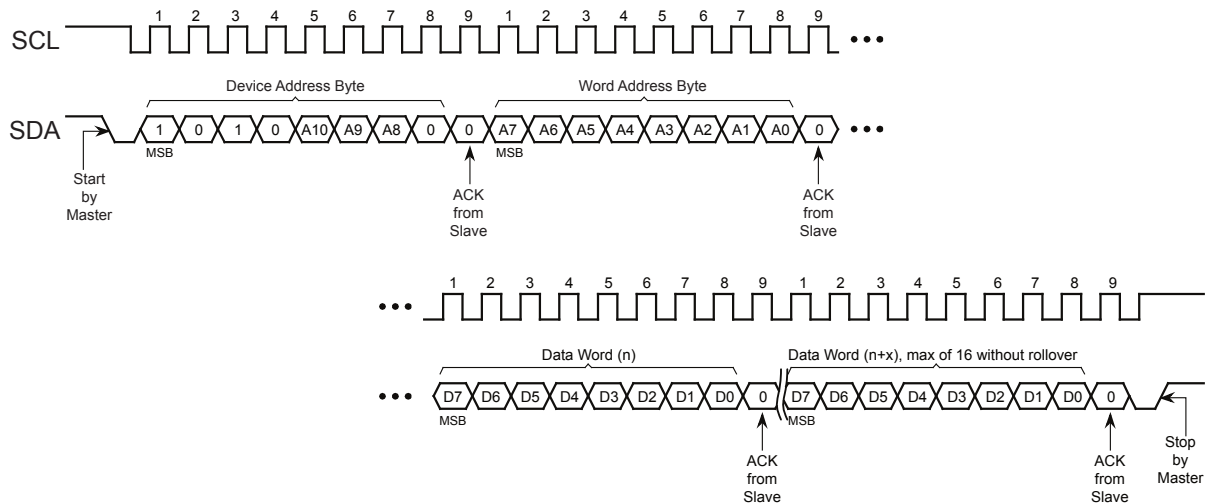 1 2 3 4 5 6 7 8 9 1 2 3 4 5 6 7 8 9
SCL
Device Address Byte Word Address Byte
SDA 1 0 1 0 A10 A9 A8 0 0 A7 A6 A5 A4 A3 A2 A1 A0 0
MSB MSB
Start
by
Master
ACK
from
Slave
ACK
from
Slave
1 2 3 4 5 6 7 8 9 1 2 3 4 5 6 7 8 9
Data Word (n) Data Word (n+x), max of 16 without rollover
D7 D6 D5 D4 D3 D2 D1 D0 0 D7 D6 D5 D4 D3 D2 D1 D0 0
MSB MSB
ACK
from
Slave
ACK
from
Slave
Stop
by
Master